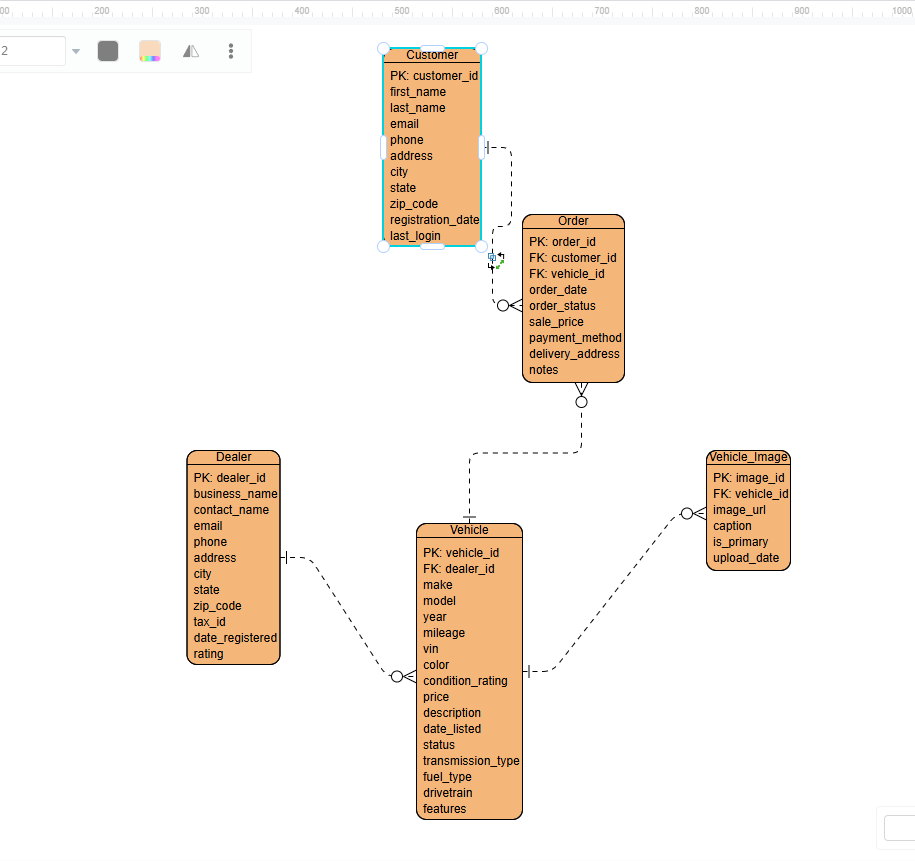 00 200 300 400 500 600 700 800 900 1000
2
Customer
PK: customer_id
first_name
last_name
email
phone
address
city
state
zip_code
registration_date
last_login
Order
PK: order_id
FK: customer_id
FK: vehicle_id
order_date
order_status
sale_price
payment_method
delivery_address
notes
Dealer
PK: dealer_id
business_name
contact_name
email
phone
address
city
state
zip_code
tax_id
date_registered
rating
Vehicle
PK: vehicle_id
FK: dealer_id
make
model
year
mileage
vin
color
condition_rating
price
description
date_listed
status
transmission_type
fuel_type
drivetrain
features
Vehicle_Image
PK: image_id
FK: vehicle_id
image_url
caption
is_primary
upload_date